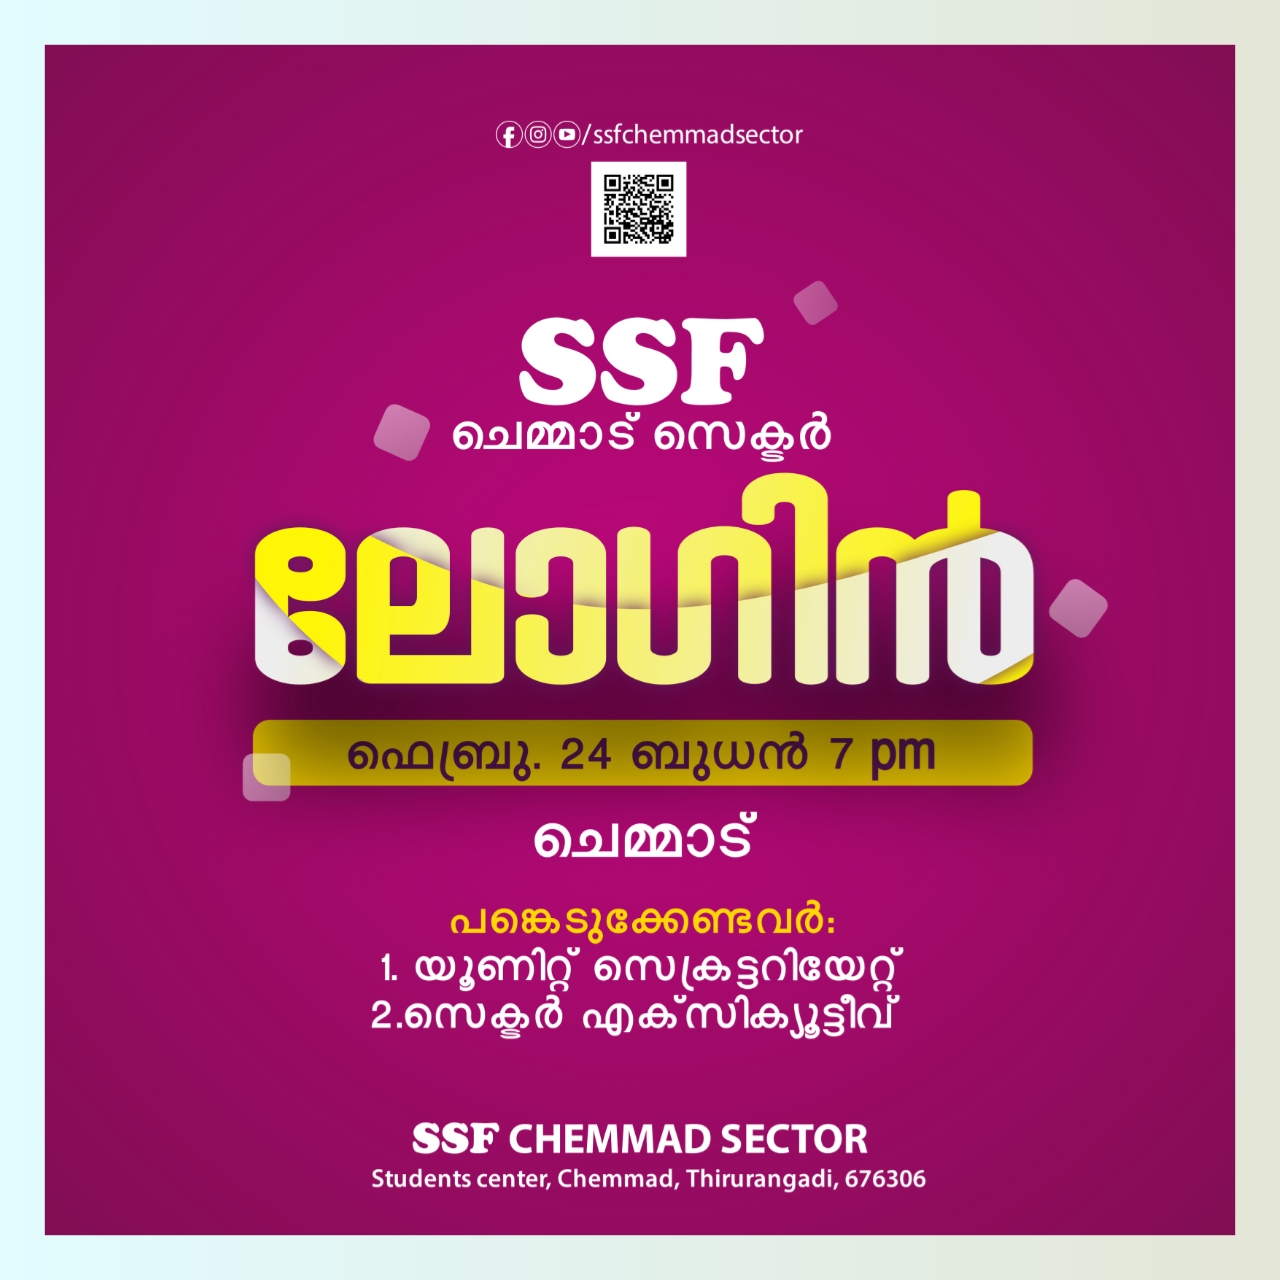 /ssfchemmadsector
SSF
ചെമ്മാട് സെക്ടർ
ലോഗിൻ
ഫെബ്രു. 24 ബുധൻ 7 pm
ചെമ്മാട്
പങ്കെടുക്കേണ്ടവർ:
1. യൂണിറ്റ് സെക്രട്ടറിയേറ്റ്
2.സെക്ടർ എക്സിക്യൂട്ടീവ്
SSF CHEMMAD SECTOR
Students center, Chemmad, Thirurangadi, 676306